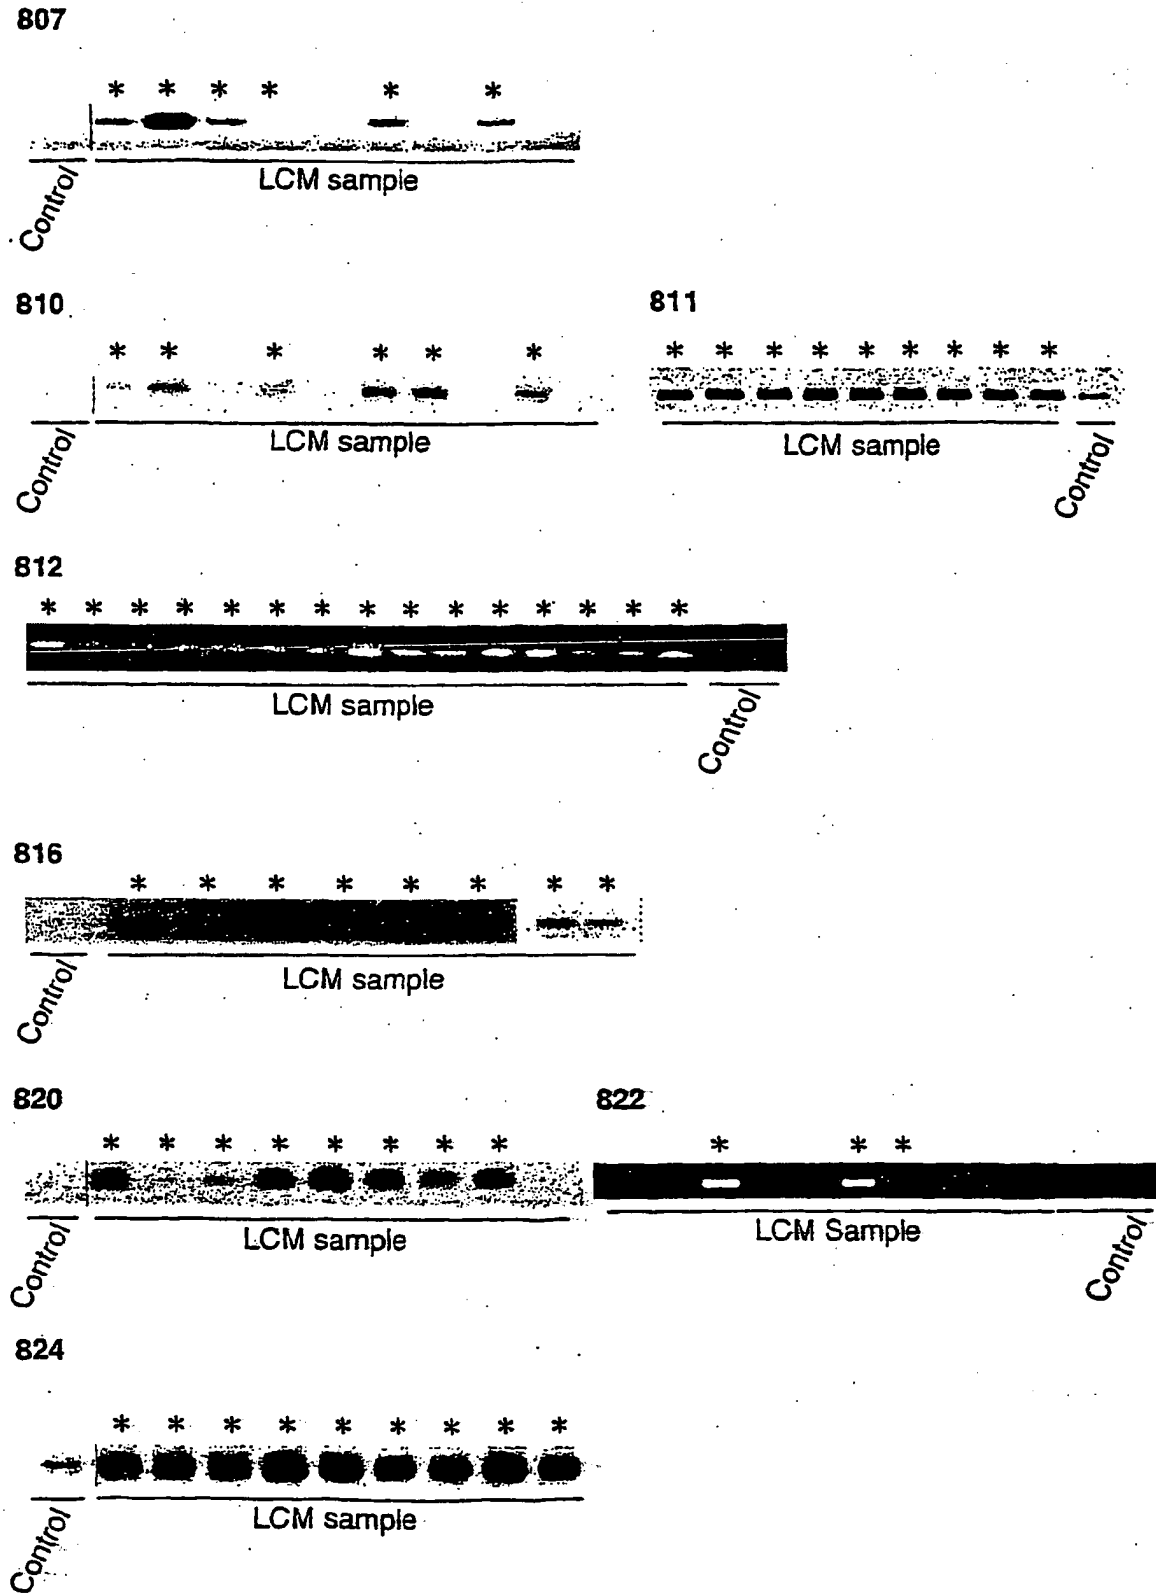 807
* * * * * *
LCM sample
Control
810
* * * * * *
LCM sample
Control
811
* * * * * * * * *
LCM sample
Control
812
* * * * * * * * * * * * * * *
LCM sample
Control
816
* * * * * * * *
LCM sample
Control
820
* * * * * * * *
LCM sample
Control
822
* * *
LCM Sample
Control
824
* * * * * * * * *
LCM sample
Control